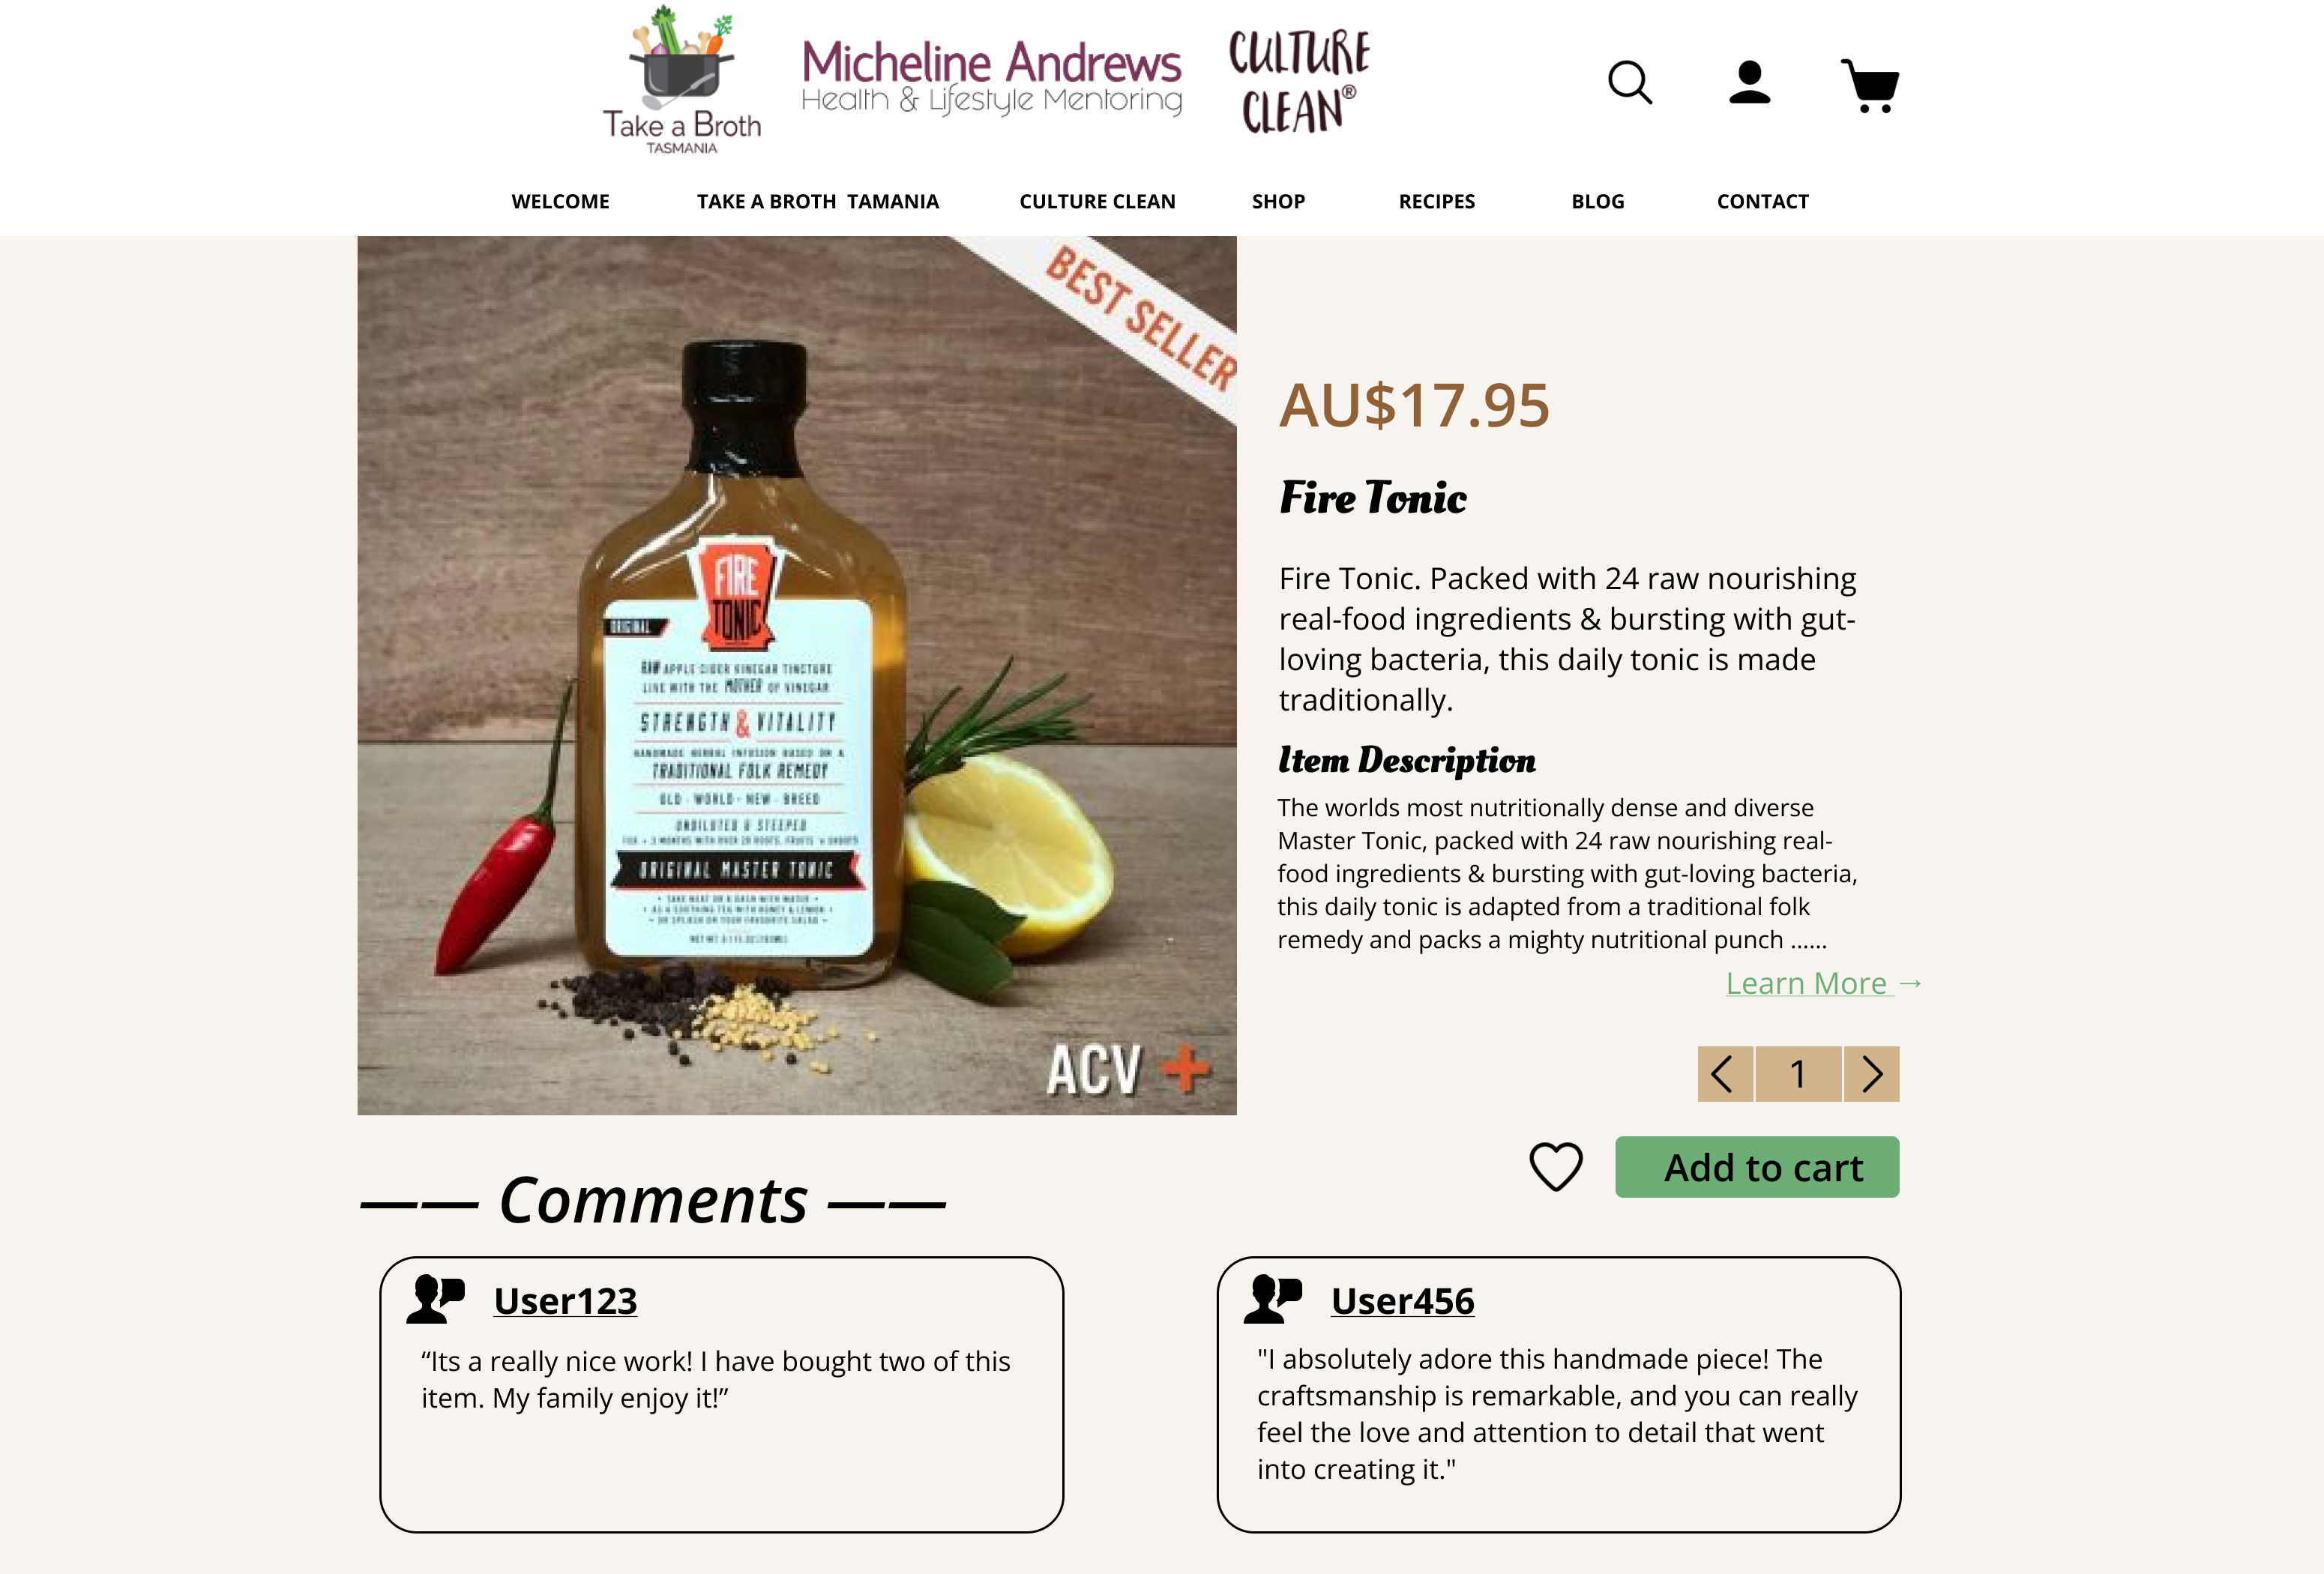 Take a Broth
TASMANIA
Micheline Andrews
Health & Lifestyle Mentoring
CULTURE
CLEAN®
WELCOME TAKE A BROTH TAMANIA CULTURE CLEAN SHOP RECIPES BLOG CONTACT
BEST SELLER
FIRE
TONIC
ORIGINAL
RAW APPLE CIDER VINEGAR TINCTURE
LIVE WITH THE MOTHER OF VINEGAR
STRENGTH & VITALITY
HANDMADE HERBAL INFUSION BASED ON A
TRADITIONAL FOLK REMEDY
OLD - WORLD - NEW - BREED
UNDILUTED & STEEPED
ORIGINAL MASTER TONIC
ACV +
AU$17.95
Fire Tonic
Fire Tonic. Packed with 24 raw nourishing
real-food ingredients & bursting with gut-
loving bacteria, this daily tonic is made
traditionally.
Item Description
The worlds most nutritionally dense and diverse
Master Tonic, packed with 24 raw nourishing real-
food ingredients & bursting with gut-loving bacteria,
this daily tonic is adapted from a traditional folk
remedy and packs a mighty nutritional punch ......
Learn More →
< 1 >
Add to cart
—— Comments ——
User123
“Its a really nice work! I have bought two of this
item. My family enjoy it!”
User456
"I absolutely adore this handmade piece! The
craftsmanship is remarkable, and you can really
feel the love and attention to detail that went
into creating it."